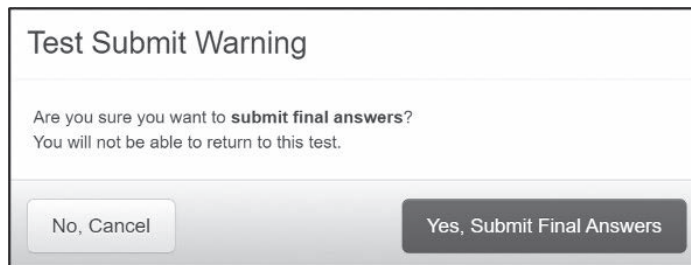 Test Submit Warning
Are you sure you want to submit final answers?
You will not be able to return to this test.
No, Cancel
Yes, Submit Final Answers